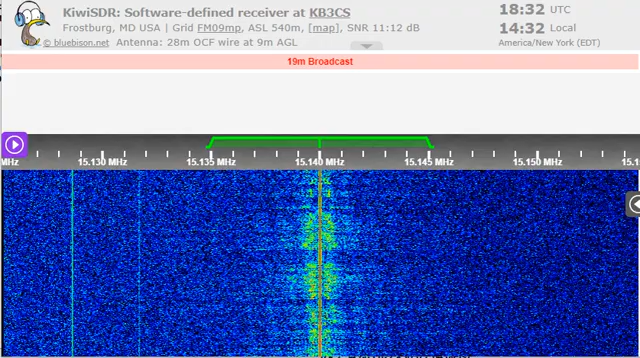 KiwiSDR: Software-defined receiver at KB3CS
Frostburg, MD USA | Grid FM09mp, ASL 540m, [map], SNR 11:12 dB
© bluebison.net Antenna: 28m OCF wire at 9m AGL
18:32 UTC
14:32 Local
America/New York (EDT)
19m Broadcast
MHz 15.130 MHz 15.135 MHz 15.140 MHz 15.145 MHz 15.150 MHz 15.1